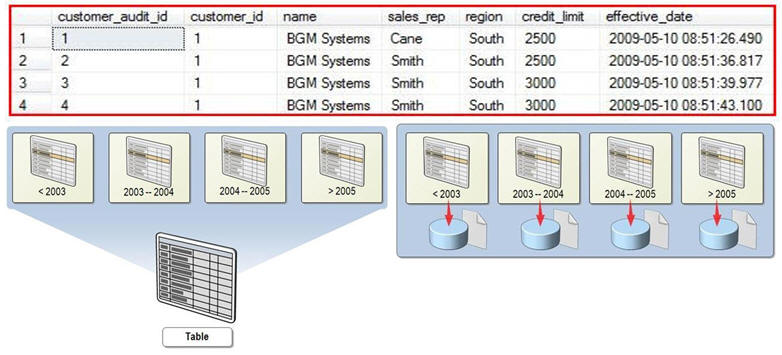 customer_audit_id customer_id name sales_rep region credit_limit effective_date
1 1 1 BGM Systems Cane South 2500 2009-05-10 08:51:26.490
2 2 1 BGM Systems Smith South 2500 2009-05-10 08:51:36.817
3 3 1 BGM Systems Smith South 3000 2009-05-10 08:51:39.977
4 4 1 BGM Systems Smith South 3000 2009-05-10 08:51:43.100
< 2003 2003 -- 2004 2004 -- 2005 > 2005
< 2003 2003 -- 2004 2004 -- 2005 > 2005
Table